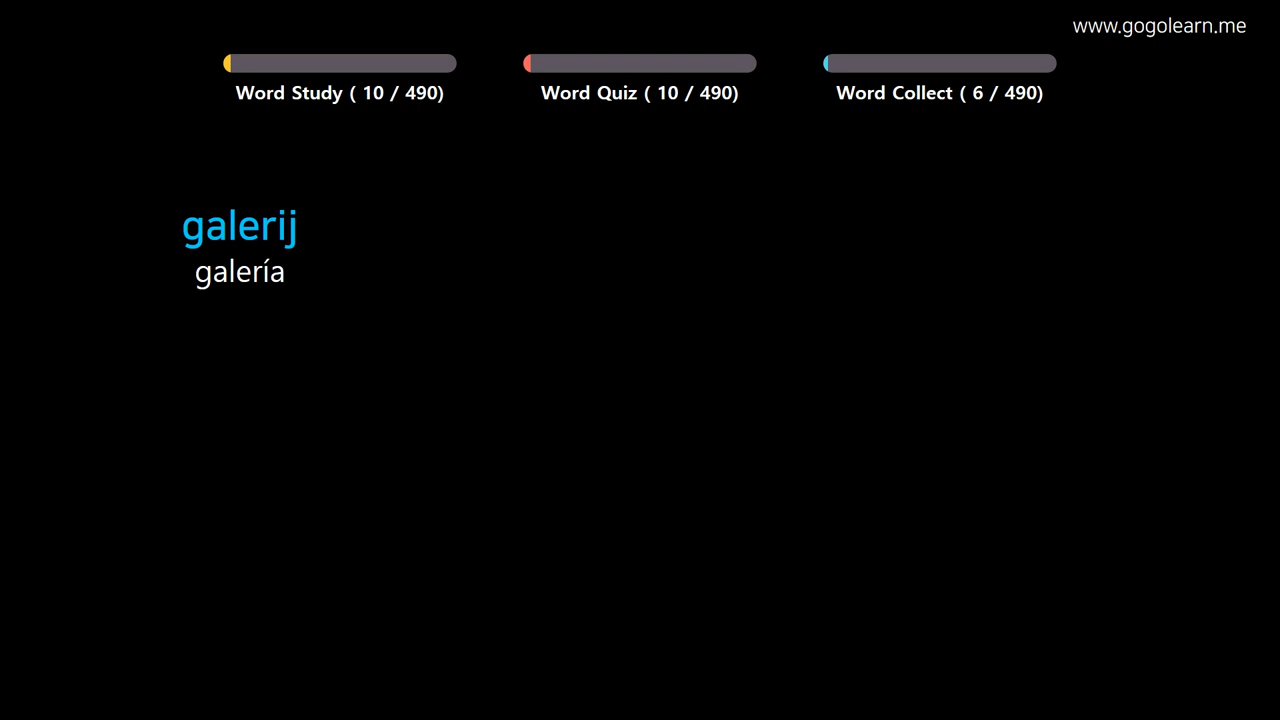 www.gogolearn.me
Word Study ( 10 / 490)
Word Quiz ( 10 / 490)
Word Collect ( 6 / 490)
galerij
galería